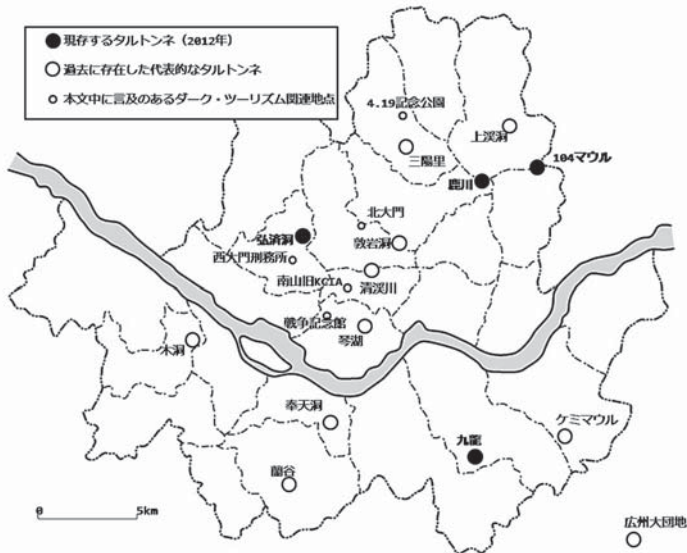 現存するタルトンネ（2012年）
過去に存在した代表的なタルトンネ
本文中に言及のあるダーク・ツーリズム関連地点
4.19記念公園
上渓洞
三陽里
104マウル
鹿川
北大門
弘済洞
敦岩洞
西大門刑務所
南山旧KCIA
清渓川
戦争記念館
琴湖
木洞
奉天洞
ケミマウル
九龍
蘭谷
0
5km
広州大団地